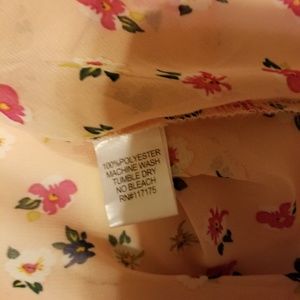 100%POLYESTER
MACHINE WASH
TUMBLE DRY
NO BLEACH
RN#117175